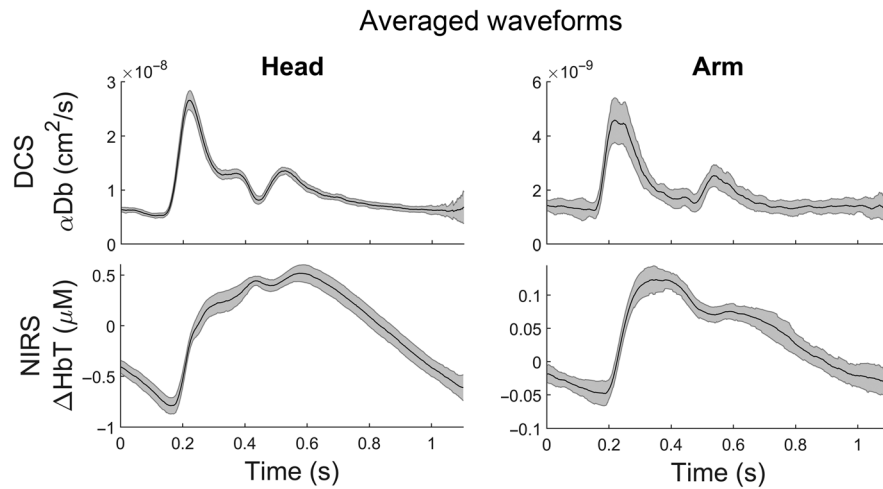 Averaged waveforms
Head
Arm
DCS
αDb (cm²/s)
×10⁻⁸
3
2
1
0
×10⁻⁹
6
4
2
0
NIRS
ΔHbT (μM)
0.5
0
−0.5
−1
0 0.2 0.4 0.6 0.8 1
Time (s)
0.1
0.05
0
−0.05
−0.1
0 0.2 0.4 0.6 0.8 1
Time (s)